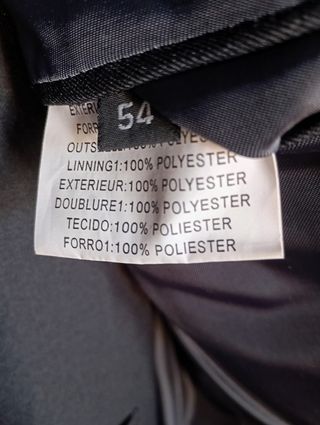 54
LINNING1:100% POLYESTER
EXTERIEUR:100% POLYESTER
DOUBLURE1:100% POLYESTER
TECIDO:100% POLIESTER
FORRO1:100% POLIESTER